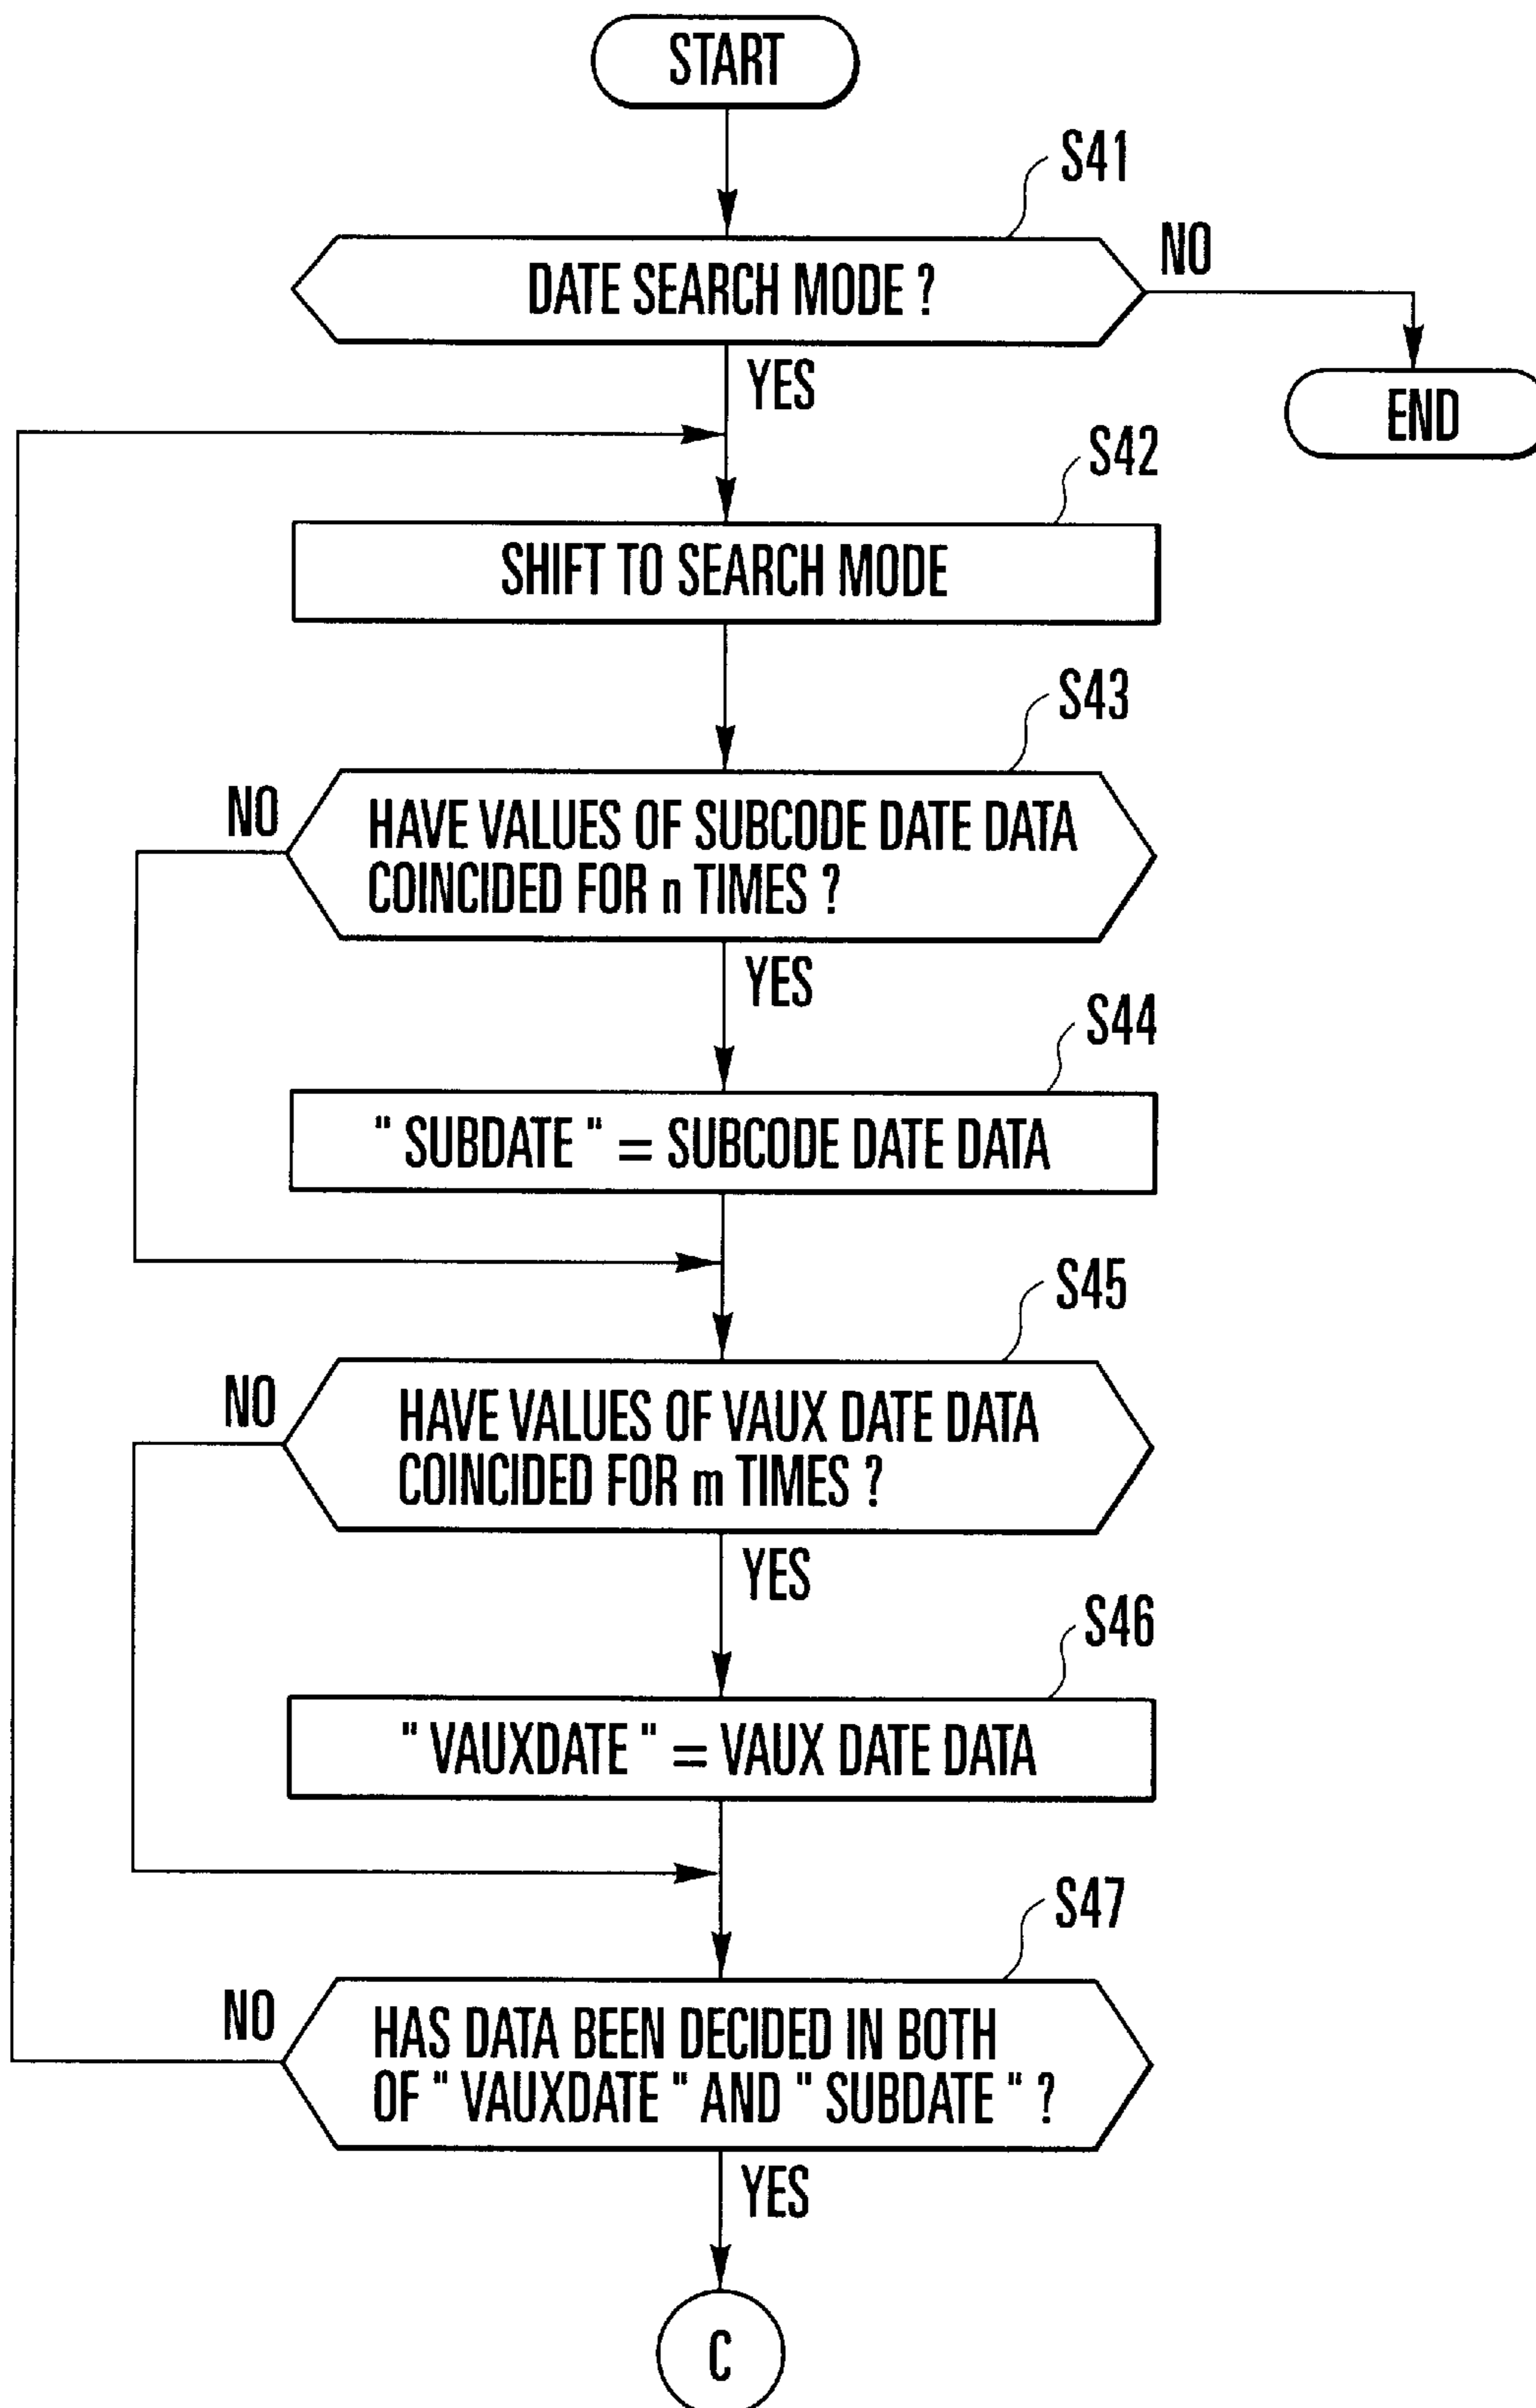 START
S41
DATE SEARCH MODE ?
NO
YES
END
S42
SHIFT TO SEARCH MODE
S43
NO
HAVE VALUES OF SUBCODE DATE DATA
COINCIDED FOR n TIMES ?
YES
S44
" SUBDATE " = SUBCODE DATE DATA
S45
NO
HAVE VALUES OF VAUX DATE DATA
COINCIDED FOR m TIMES ?
YES
S46
" VAUXDATE " = VAUX DATE DATA
S47
NO
HAS DATA BEEN DECIDED IN BOTH
OF " VAUXDATE " AND " SUBDATE " ?
YES
C